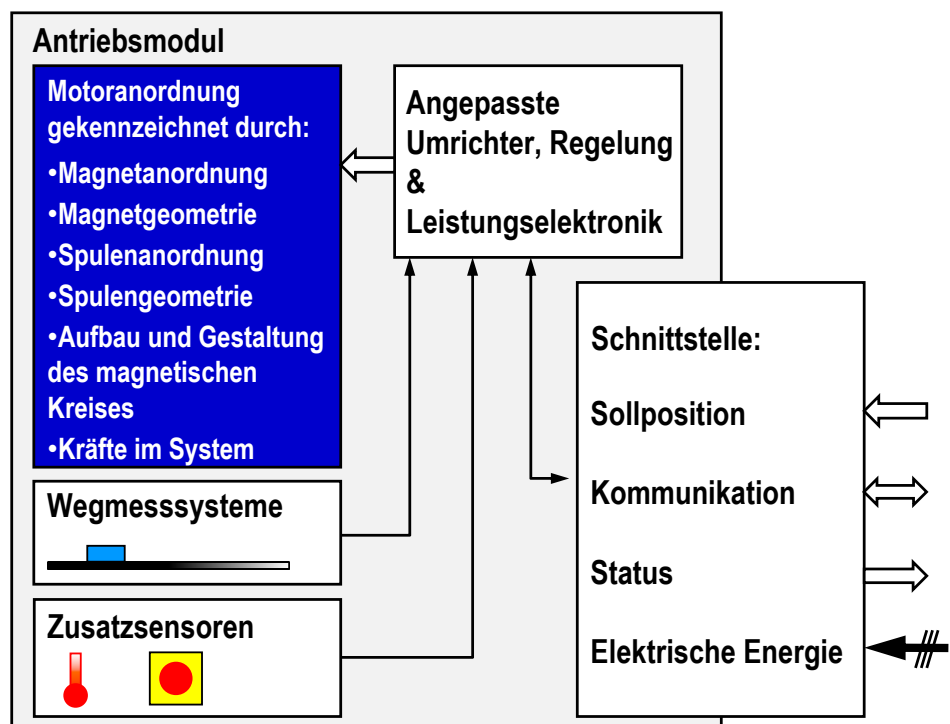 Antriebsmodul
Motoranordnung
gekennzeichnet durch:
•Magnetanordnung
•Magnetgeometrie
•Spulenanordnung
•Spulengeometrie
•Aufbau und Gestaltung
des magnetischen
Kreises
•Kräfte im System
Angepasste
Umrichter, Regelung
&
Leistungselektronik
Wegmesssysteme
Zusatzsensoren
Schnittstelle:
Sollposition
Kommunikation
Status
Elektrische Energie